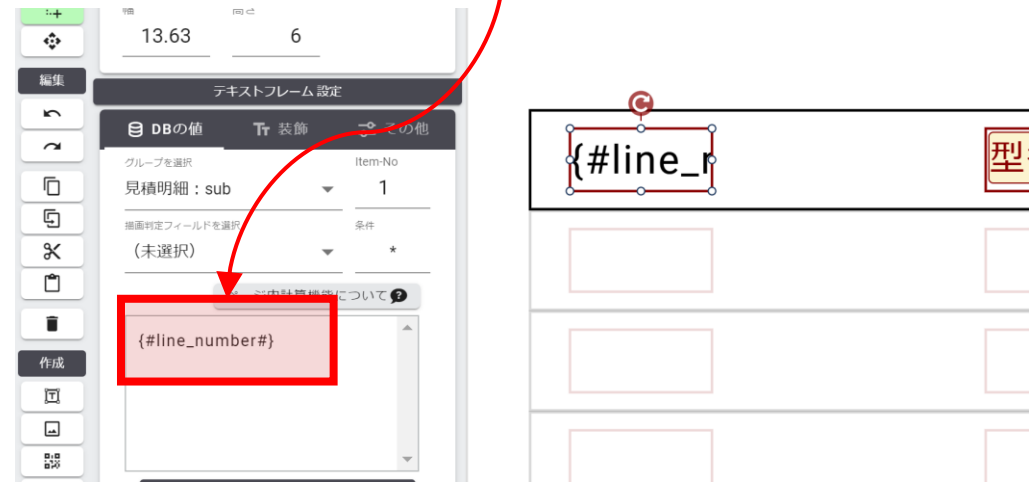 幅 高さ
13.63 6
編集
テキストフレーム 設定
DBの値 装飾 その他
グループを選択 Item-No
見積明細：sub 1
描画判定フィールドを選択 条件
（未選択） *
ジ内計算機能について
{#line_number#}
作成
{#line_r
型